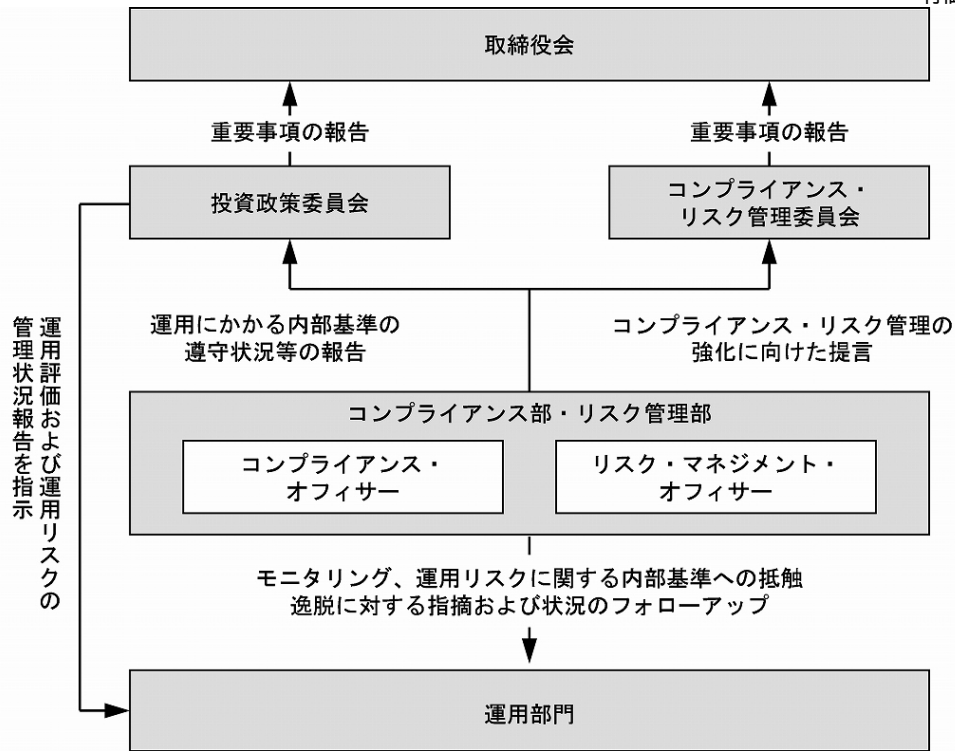 取締役会
重要事項の報告
重要事項の報告
投資政策委員会
コンプライアンス・
リスク管理委員会
運用にかかる内部基準の
遵守状況等の報告
コンプライアンス・リスク管理の
強化に向けた提言
運用評価および運用リスクの
管理状況報告を指示
コンプライアンス部・リスク管理部
コンプライアンス・
オフィサー
リスク・マネジメント・
オフィサー
モニタリング、運用リスクに関する内部基準への抵触
逸脱に対する指摘および状況のフォローアップ
運用部門